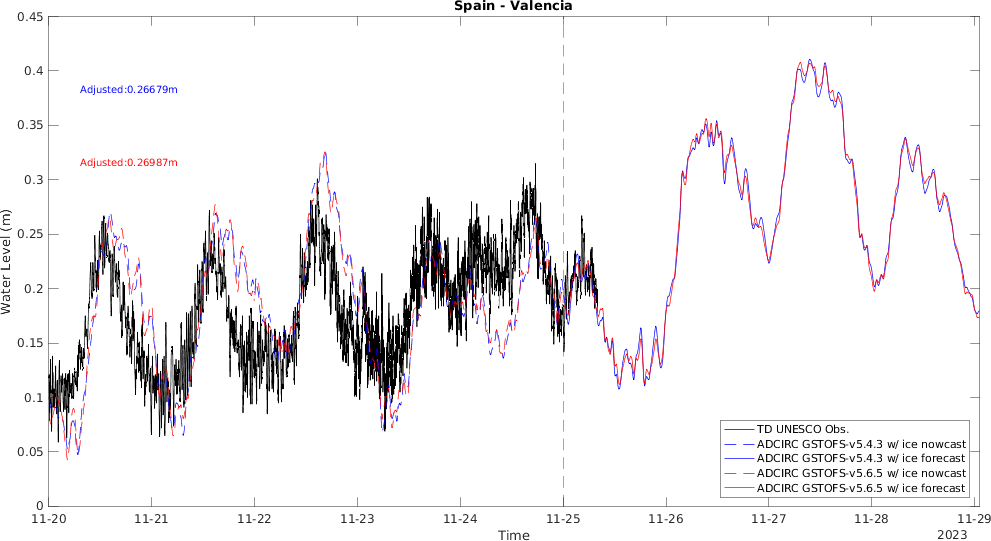 Spain - Valencia
0.45
0.4
0.35
0.3
0.25
0.2
0.15
0.1
0.05
0
Water Level (m)
Adjusted:0.26679m
Adjusted:0.26987m
TD UNESCO Obs.
ADCIRC GSTOFS-v5.4.3 w/ ice nowcast
ADCIRC GSTOFS-v5.4.3 w/ ice forecast
ADCIRC GSTOFS-v5.6.5 w/ ice nowcast
ADCIRC GSTOFS-v5.6.5 w/ ice forecast
11-20 11-21 11-22 11-23 11-24 11-25 11-26 11-27 11-28 11-29
Time
2023